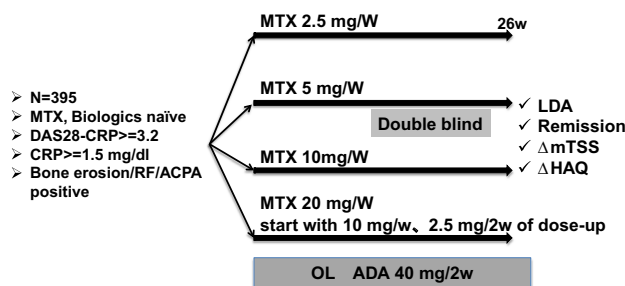 MTX 2.5 mg/W
26w
➢ N=395
➢ MTX, Biologics naïve
➢ DAS28-CRP>=3.2
➢ CRP>=1.5 mg/dl
➢ Bone erosion/RF/ACPA
positive
MTX 5 mg/W
Double blind
MTX 10mg/W
MTX 20 mg/W
start with 10 mg/w、2.5 mg/2w of dose-up
✓ LDA
✓ Remission
✓ ΔmTSS
✓ ΔHAQ
OL ADA 40 mg/2w